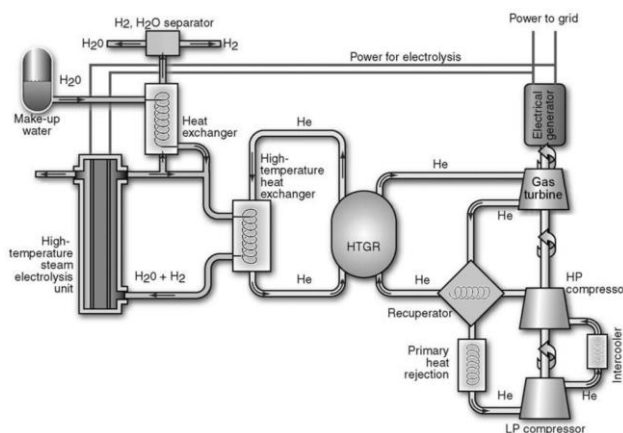 H2, H2O separator
H2O
H2
Power to grid
Power for electrolysis
H20
Make-up
water
Heat
exchanger
Electrical
generator
He
High-
temperature
heat
exchanger
He
Gas
turbine
He
HTGR
High-
temperature
steam
electrolysis
unit
H20 + H2
He
He
Recuperator
HP
compressor
Primary
heat
rejection
Intercooler
He
He
LP compressor